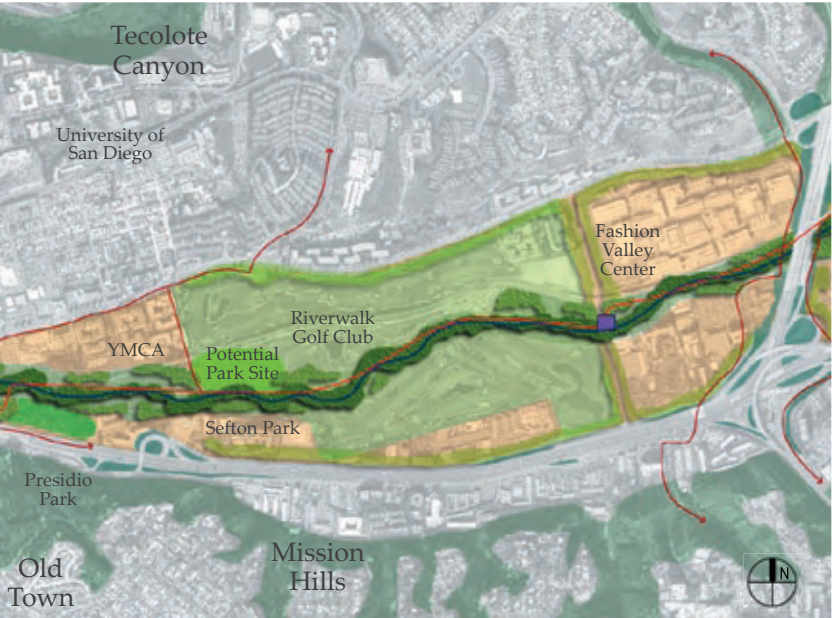 Tecolote
Canyon
University of
San Diego
Fashion
Valley
Center
Riverwalk
Golf Club
YMCA
Potential
Park Site
Sefton Park
Presidio
Park
Mission
Hills
Old
Town
N